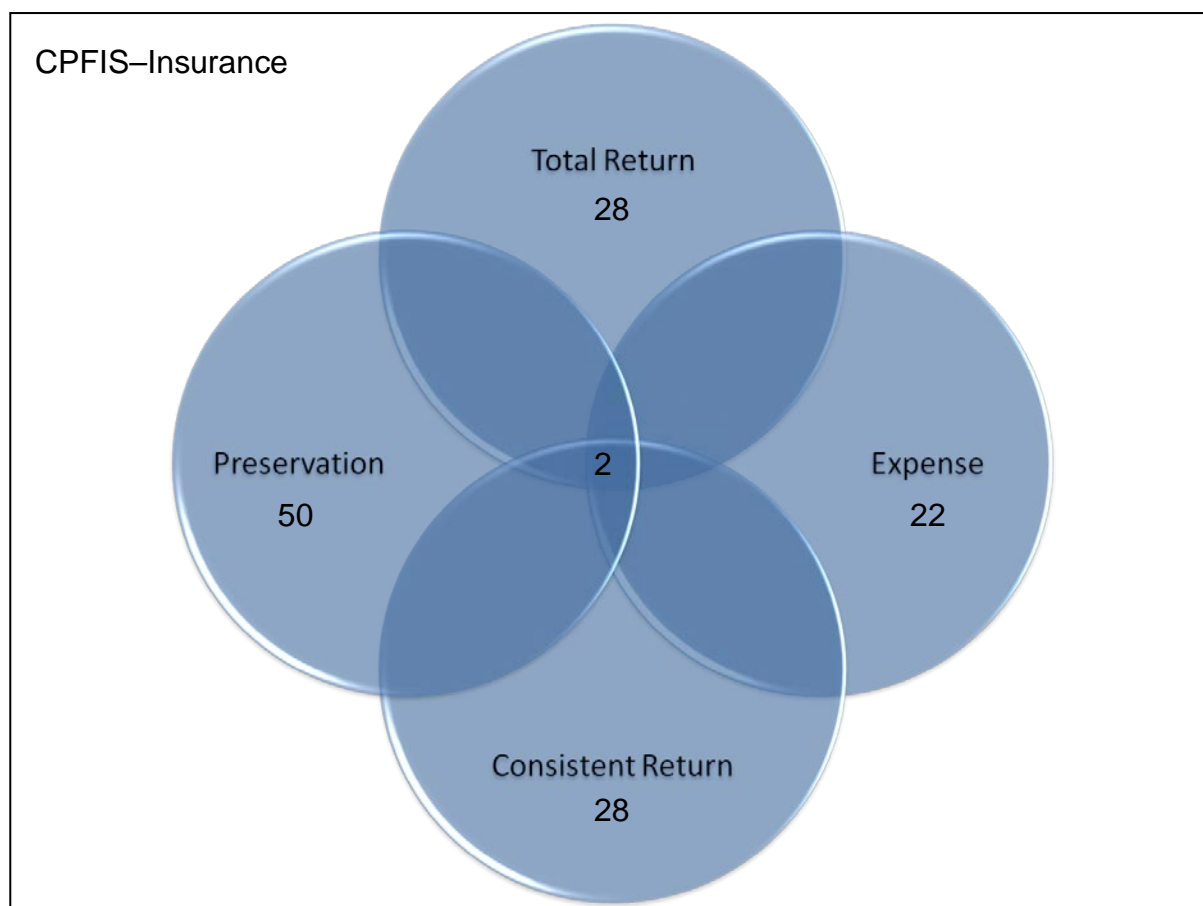 CPFIS–Insurance
Total Return
28
Preservation
50
2
Expense
22
Consistent Return
28